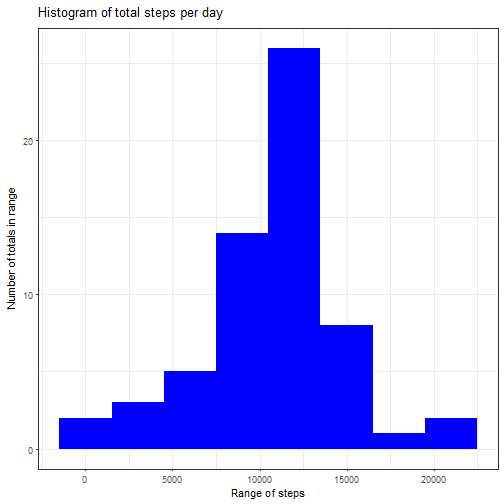 Histogram of total steps per day
Number of totals in range
20
10
0
0 5000 10000 15000 20000
Range of steps